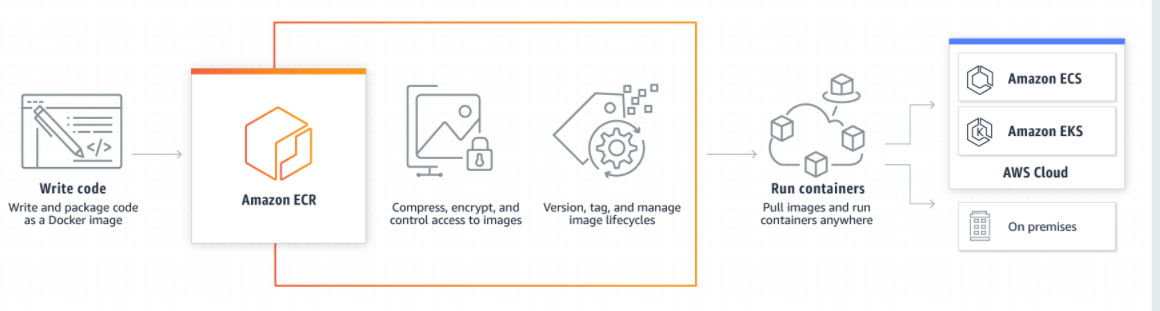 Write code
Write and package code
as a Docker image
</>
Amazon ECR
Compress, encrypt, and
control access to images
Version, tag, and manage
image lifecycles
Run containers
Pull images and run
containers anywhere
Amazon ECS
K
Amazon EKS
AWS Cloud
On premises